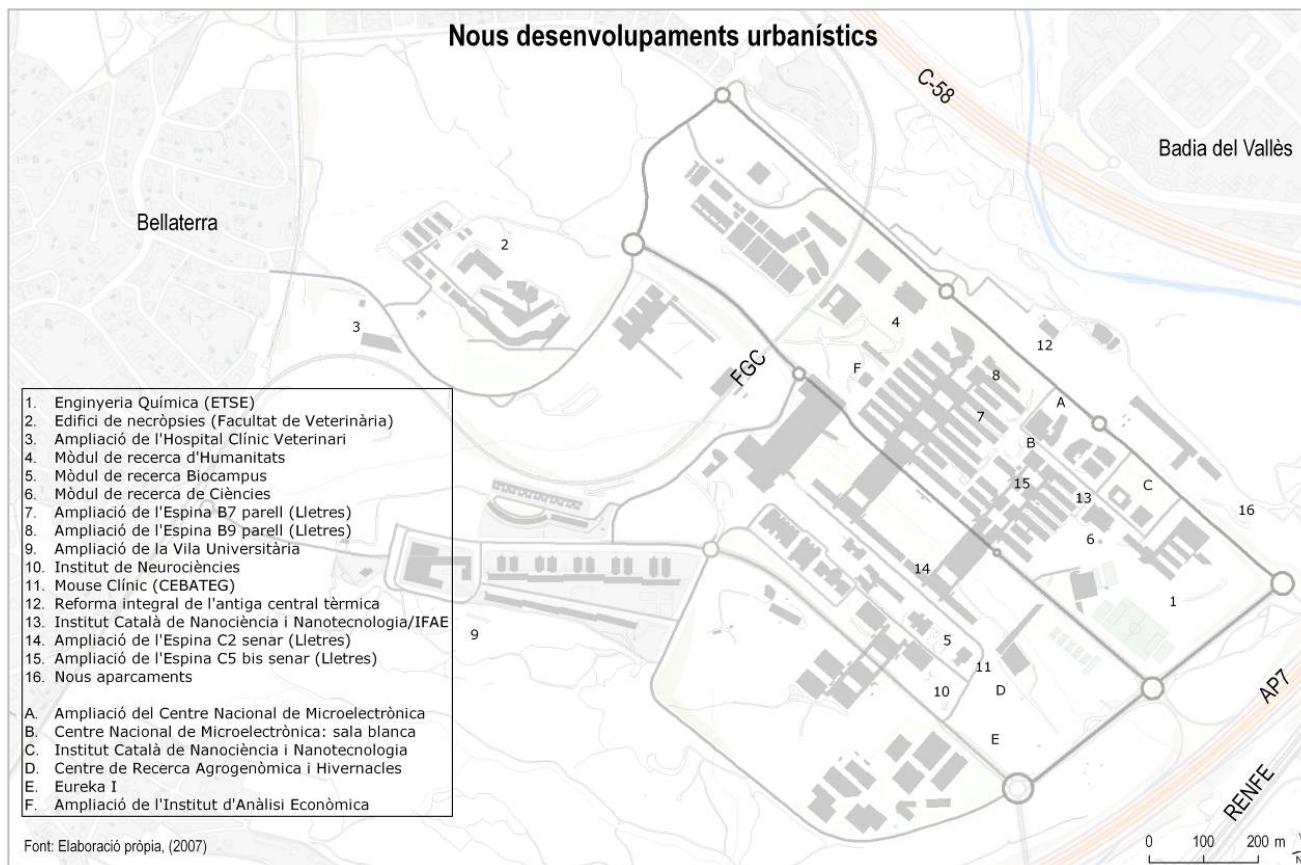 Nous desenvolupaments urbanístics
C-58
Badia del Vallès
Bellaterra
2
3
4
12
FGC
F
8
A
7
B
15
13
C
16
6
14
1
9
5
11
10
D
E
AP7
RENFE
1. Enginyeria Química (ETSE)
2. Edifici de necròpsies (Facultat de Veterinària)
3. Ampliació de l'Hospital Clínic Veterinari
4. Mòdul de recerca d'Humanitats
5. Mòdul de recerca Biocampus
6. Mòdul de recerca de Ciències
7. Ampliació de l'Espina B7 parell (Lletres)
8. Ampliació de l'Espina B9 parell (Lletres)
9. Ampliació de la Vila Universitària
10. Institut de Neurociències
11. Mouse Clínic (CEBATEG)
12. Reforma integral de l'antiga central tèrmica
13. Institut Català de Nanociència i Nanotecnologia/IFAE
14. Ampliació de l'Espina C2 senar (Lletres)
15. Ampliació de l'Espina C5 bis senar (Lletres)
16. Nous aparcaments
A. Ampliació del Centre Nacional de Microelectrònica
B. Centre Nacional de Microelectrònica: sala blanca
C. Institut Català de Nanociència i Nanotecnologia
D. Centre de Recerca Agrogenòmica i Hivernacles
E. Eureka I
F. Ampliació de l'Institut d'Anàlisi Econòmica
Font: Elaboració pròpia, (2007)
0 100 200 m